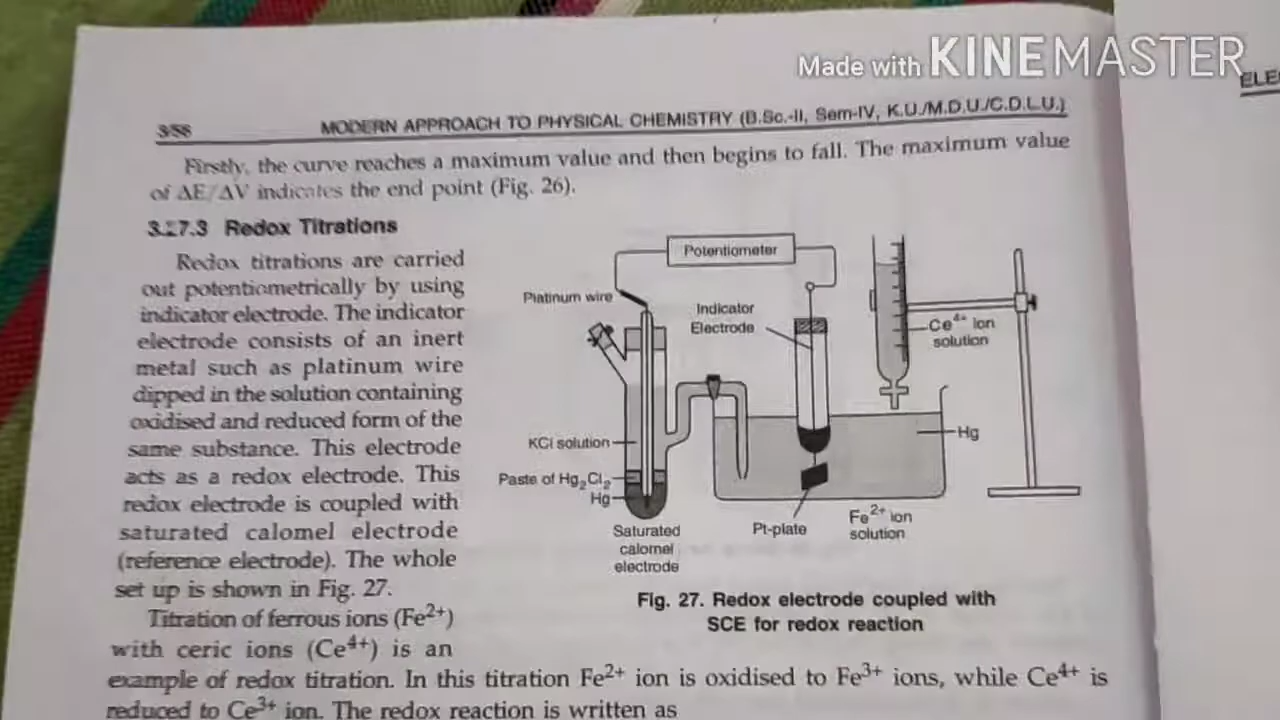 Made with KINEMASTER
ELE
3/58
MODERN APPROACH TO PHYSICAL CHEMISTRY (B.Sc.-II, Sem-IV, K.U./M.D.U./C.D.L.U.)
Firstly, the curve reaches a maximum value and then begins to fall. The maximum value
of ΔE/ΔV indicates the end point (Fig. 26).
3.17.3 Redox Titrations
Redox titrations are carried
out potentiometrically by using
indicator electrode. The indicator
electrode consists of an inert
metal such as platinum wire
dipped in the solution containing
oxidised and reduced form of the
same substance. This electrode
acts as a redox electrode. This
redox electrode is coupled with
saturated calomel electrode
(reference electrode). The whole
set up is shown in Fig. 27.
Titration of ferrous ions (Fe²⁺)
with ceric ions (Ce⁴⁺) is an
example of redox titration. In this titration Fe²⁺ ion is oxidised to Fe³⁺ ions, while Ce⁴⁺ is
reduced to Ce³⁺ ion. The redox reaction is written as
Potentiometer
Platinum wire
Indicator
Electrode
Ce⁴⁺ ion
solution
KCl solution
Hg
Paste of Hg₂Cl₂
Hg
Saturated
calomel
electrode
Pt-plate
Fe²⁺ ion
solution
Fig. 27. Redox electrode coupled with
SCE for redox reaction